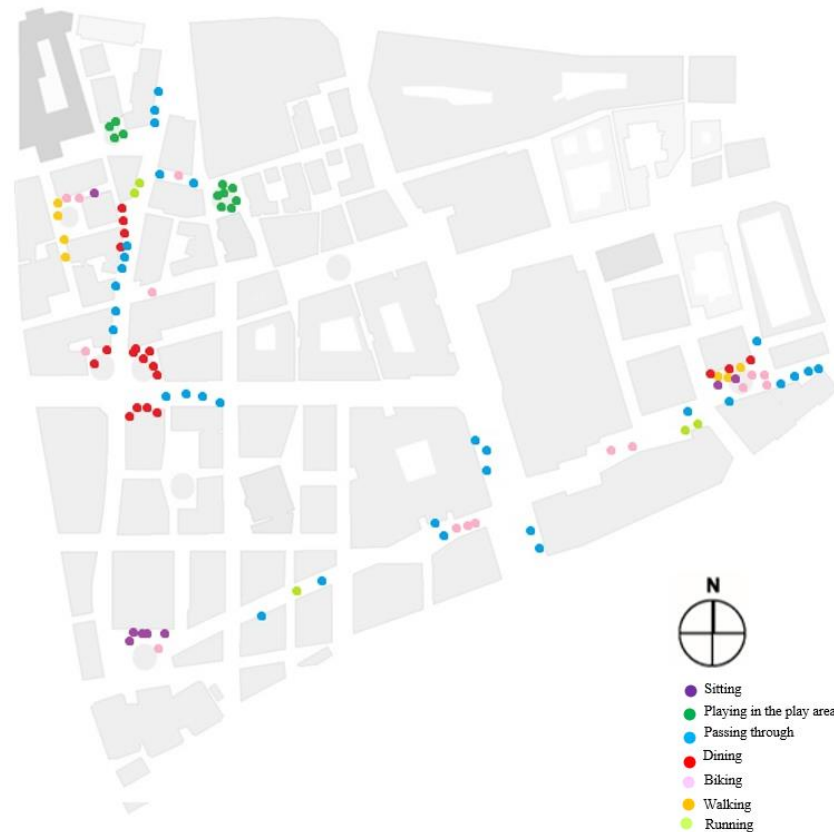 N
Sitting
Playing in the play area
Passing through
Dining
Biking
Walking
Running